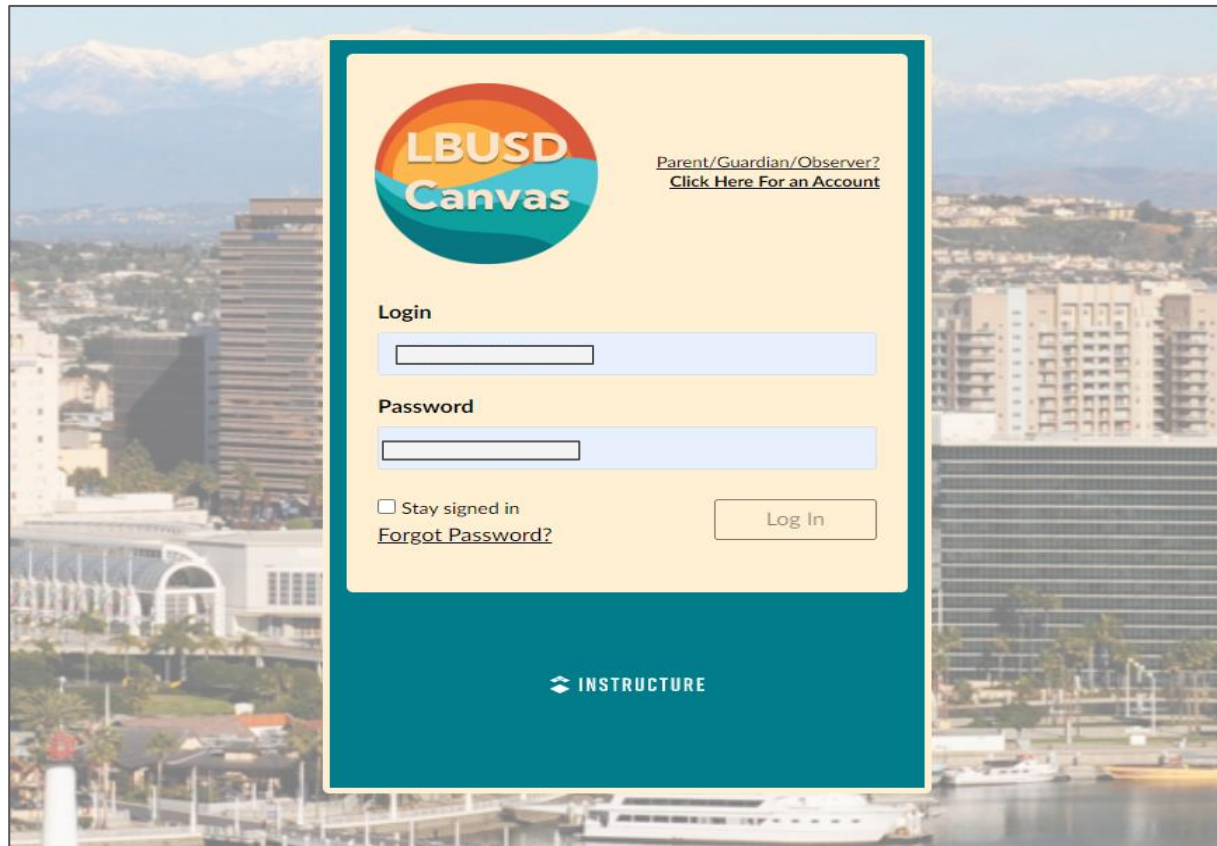 LBUSD
Canvas
Parent/Guardian/Observer?
Click Here For an Account
Login
Password
Stay signed in
Forgot Password?
Log In
INSTRUCTURE